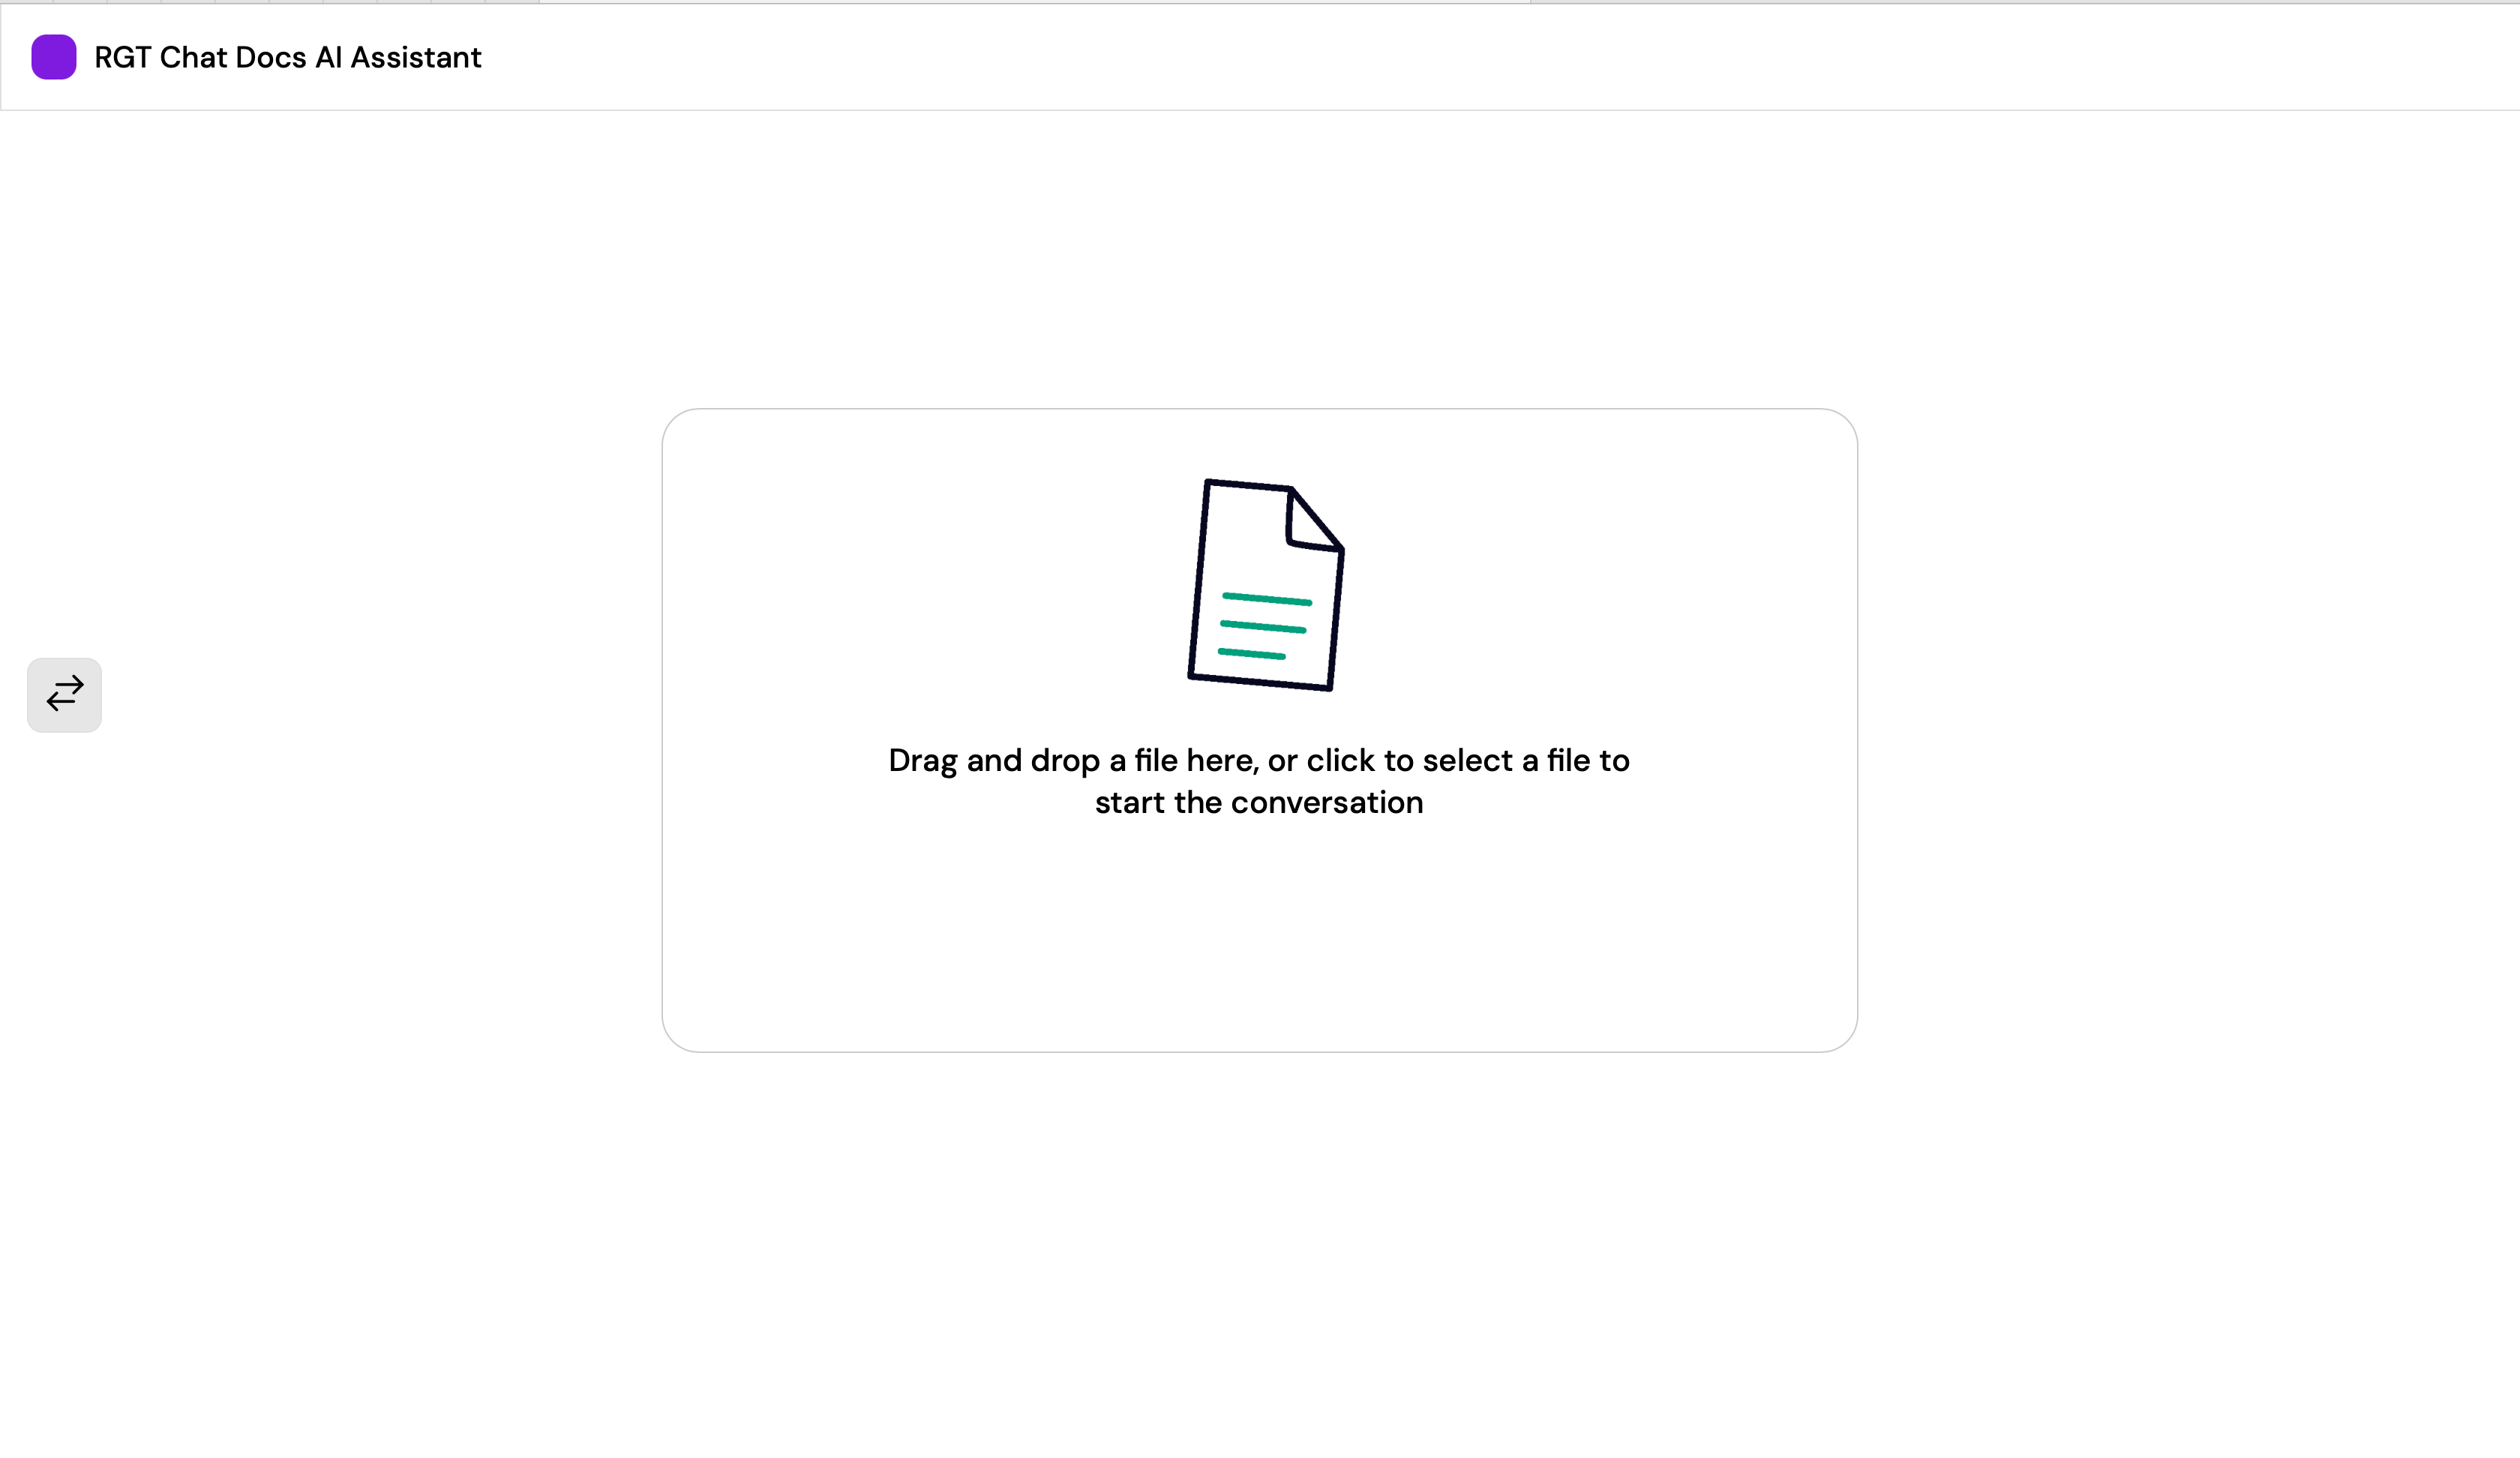 RGT Chat Docs AI Assistant
Drag and drop a file here, or click to select a file to
start the conversation